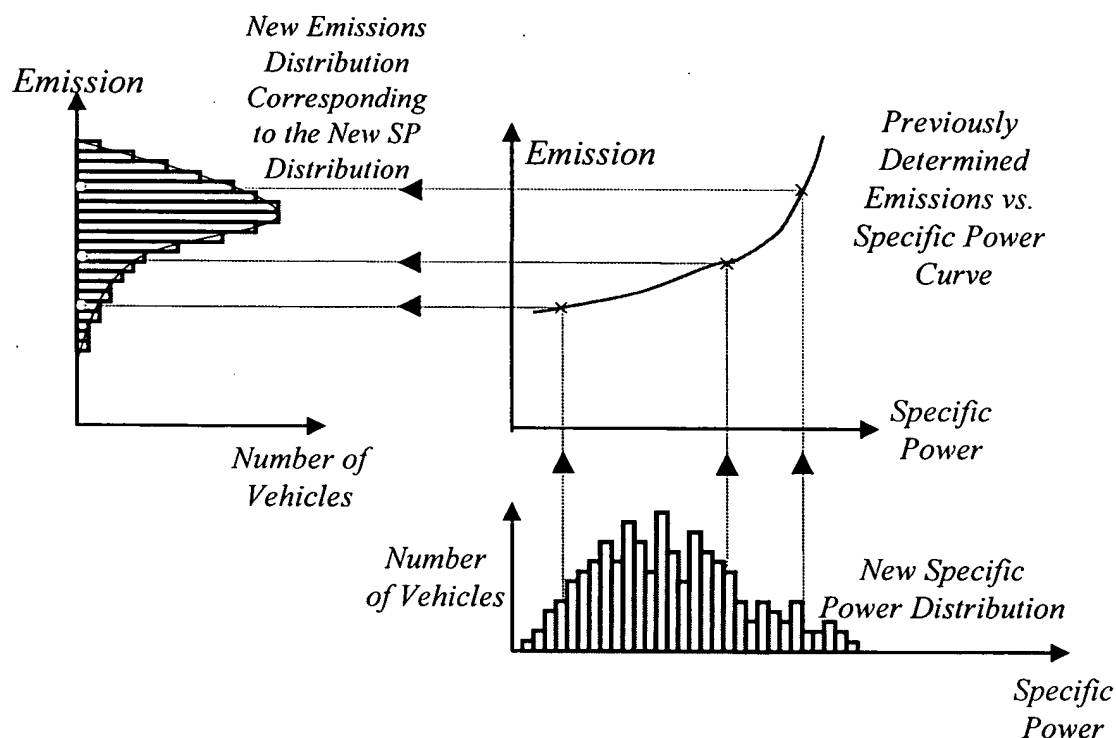 New Emissions
Distribution
Corresponding
to the New SP
Distribution
Emission
Number of
Vehicles
Emission
Previously
Determined
Emissions vs.
Specific Power
Curve
Specific
Power
Number
of Vehicles
New Specific
Power Distribution
Specific
Power